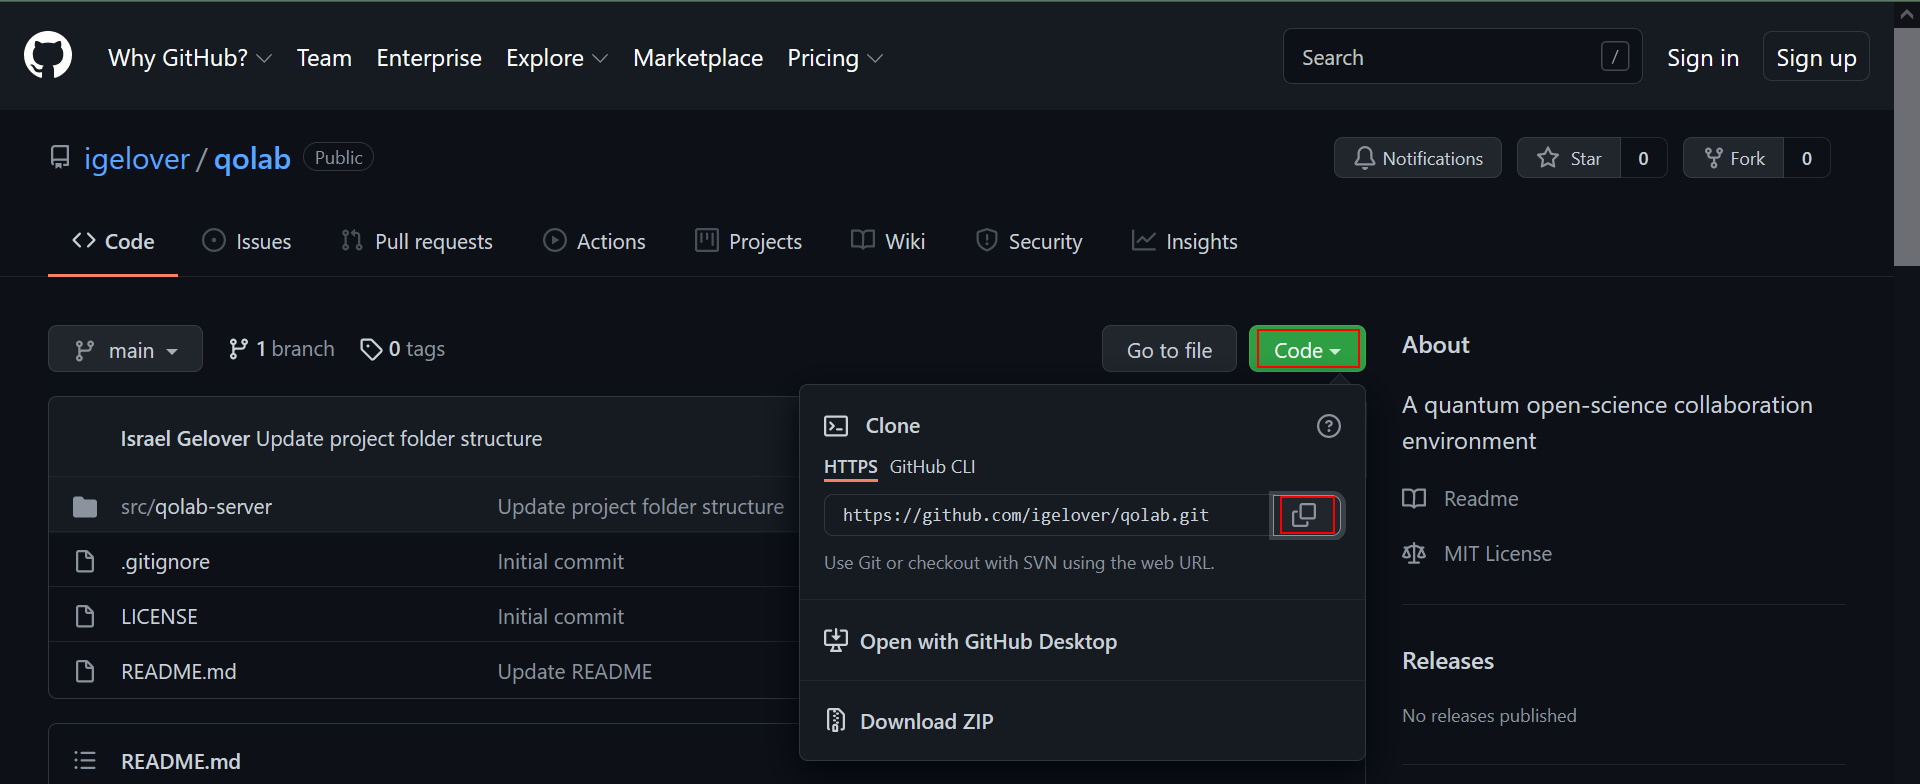 Why GitHub? Team Enterprise Explore Marketplace Pricing Search / Sign in Sign up
igelover / qolab Public Notifications Star 0 Fork 0
Code Issues Pull requests Actions Projects Wiki Security Insights
main 1 branch 0 tags Go to file Code
Israel Gelover Update project folder structure
src/qolab-server Update project folder structure
.gitignore Initial commit
LICENSE Initial commit
README.md Update README
README.md
Clone
HTTPS GitHub CLI
https://github.com/igelover/qolab.git
Use Git or checkout with SVN using the web URL.
Open with GitHub Desktop
Download ZIP
About
A quantum open-science collaboration
environment
Readme
MIT License
Releases
No releases published